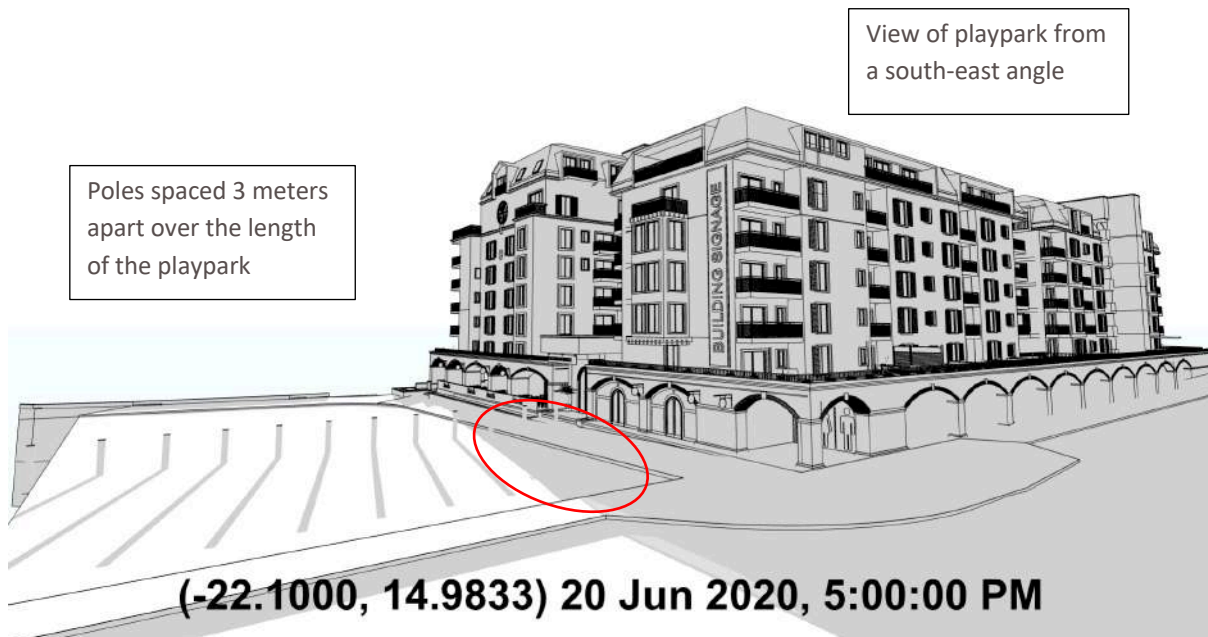 View of playpark from
a south-east angle
Poles spaced 3 meters
apart over the length
of the playpark
BUILDING SIGNAGE
(-22.1000, 14.9833) 20 Jun 2020, 5:00:00 PM